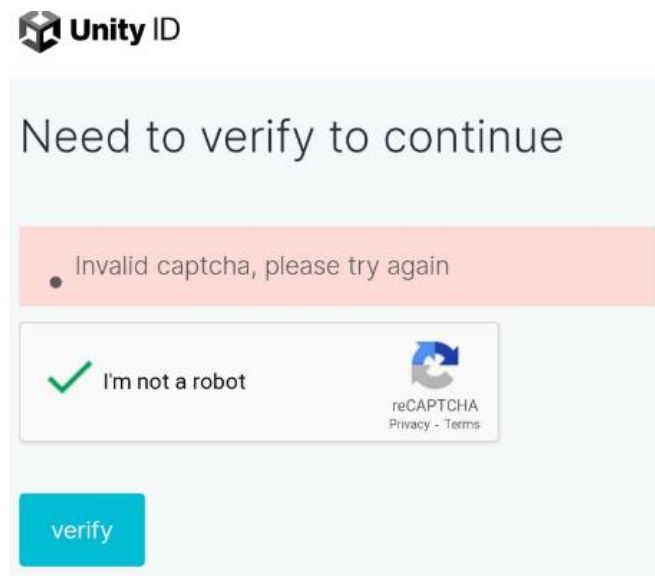 Unity ID
Need to verify to continue
Invalid captcha, please try again
I'm not a robot
reCAPTCHA
Privacy - Terms
verify